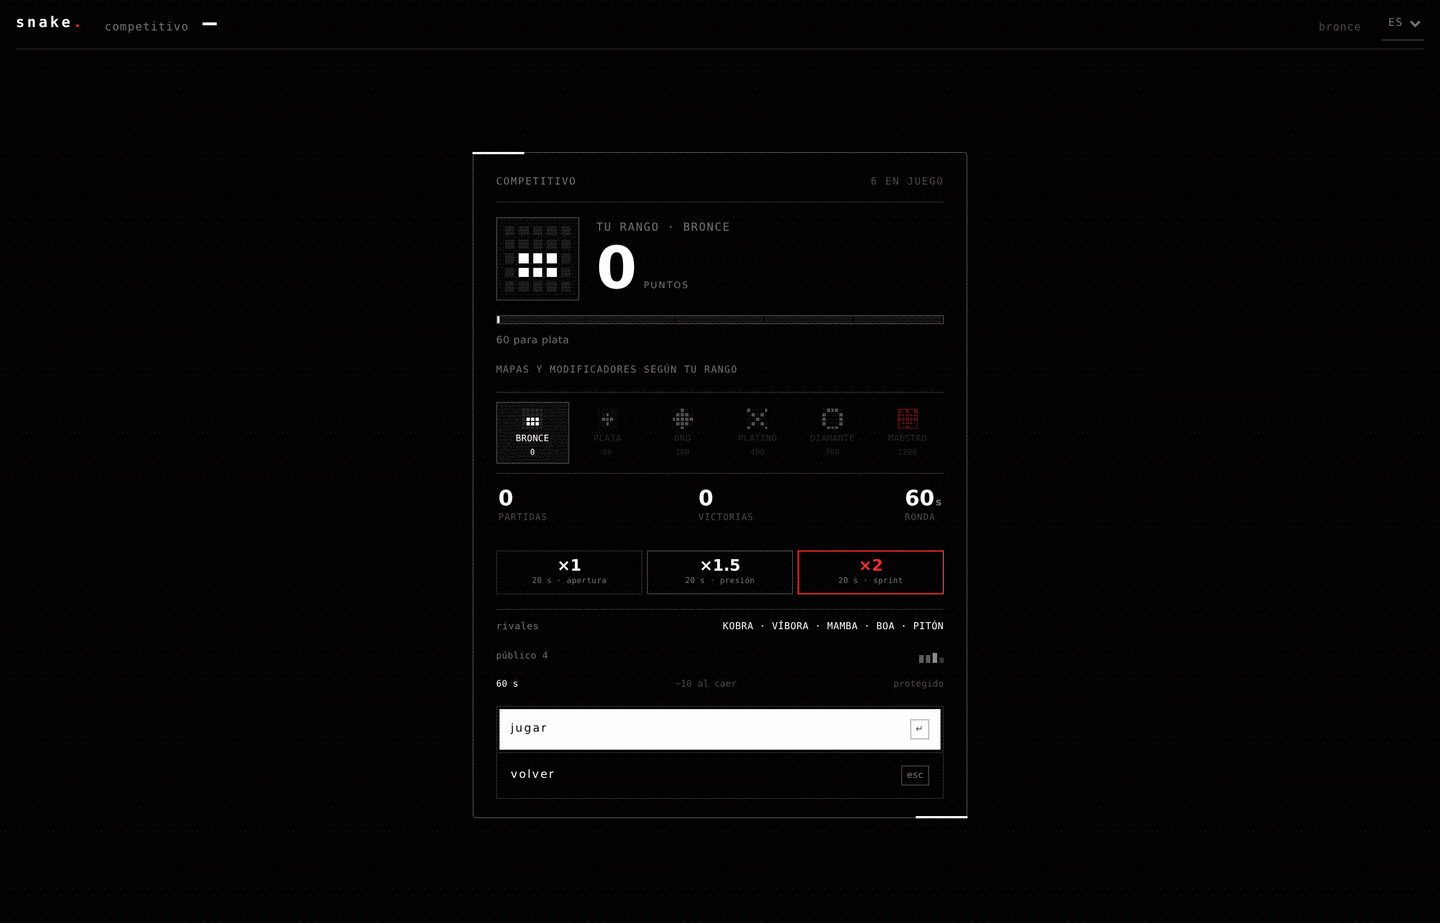 snake. competitivo bronce ES
COMPETITIVO 6 EN JUEGO
TU RANGO · BRONCE
0 PUNTOS
60 para plata
MAPAS Y MODIFICADORES SEGÚN TU RANGO
BRONCE PLATA ORO PLATINO DIAMANTE MAESTRO
0 60 180 400 700 1200
0 0 60s
PARTIDAS VICTORIAS RONDA
×1 ×1.5 ×2
20 s · apertura 20 s · presión 20 s · sprint
rivales KOBRA · VÍBORA · MAMBA · BOA · PITÓN
público 4
60 s −10 al caer protegido
jugar ↵
volver esc